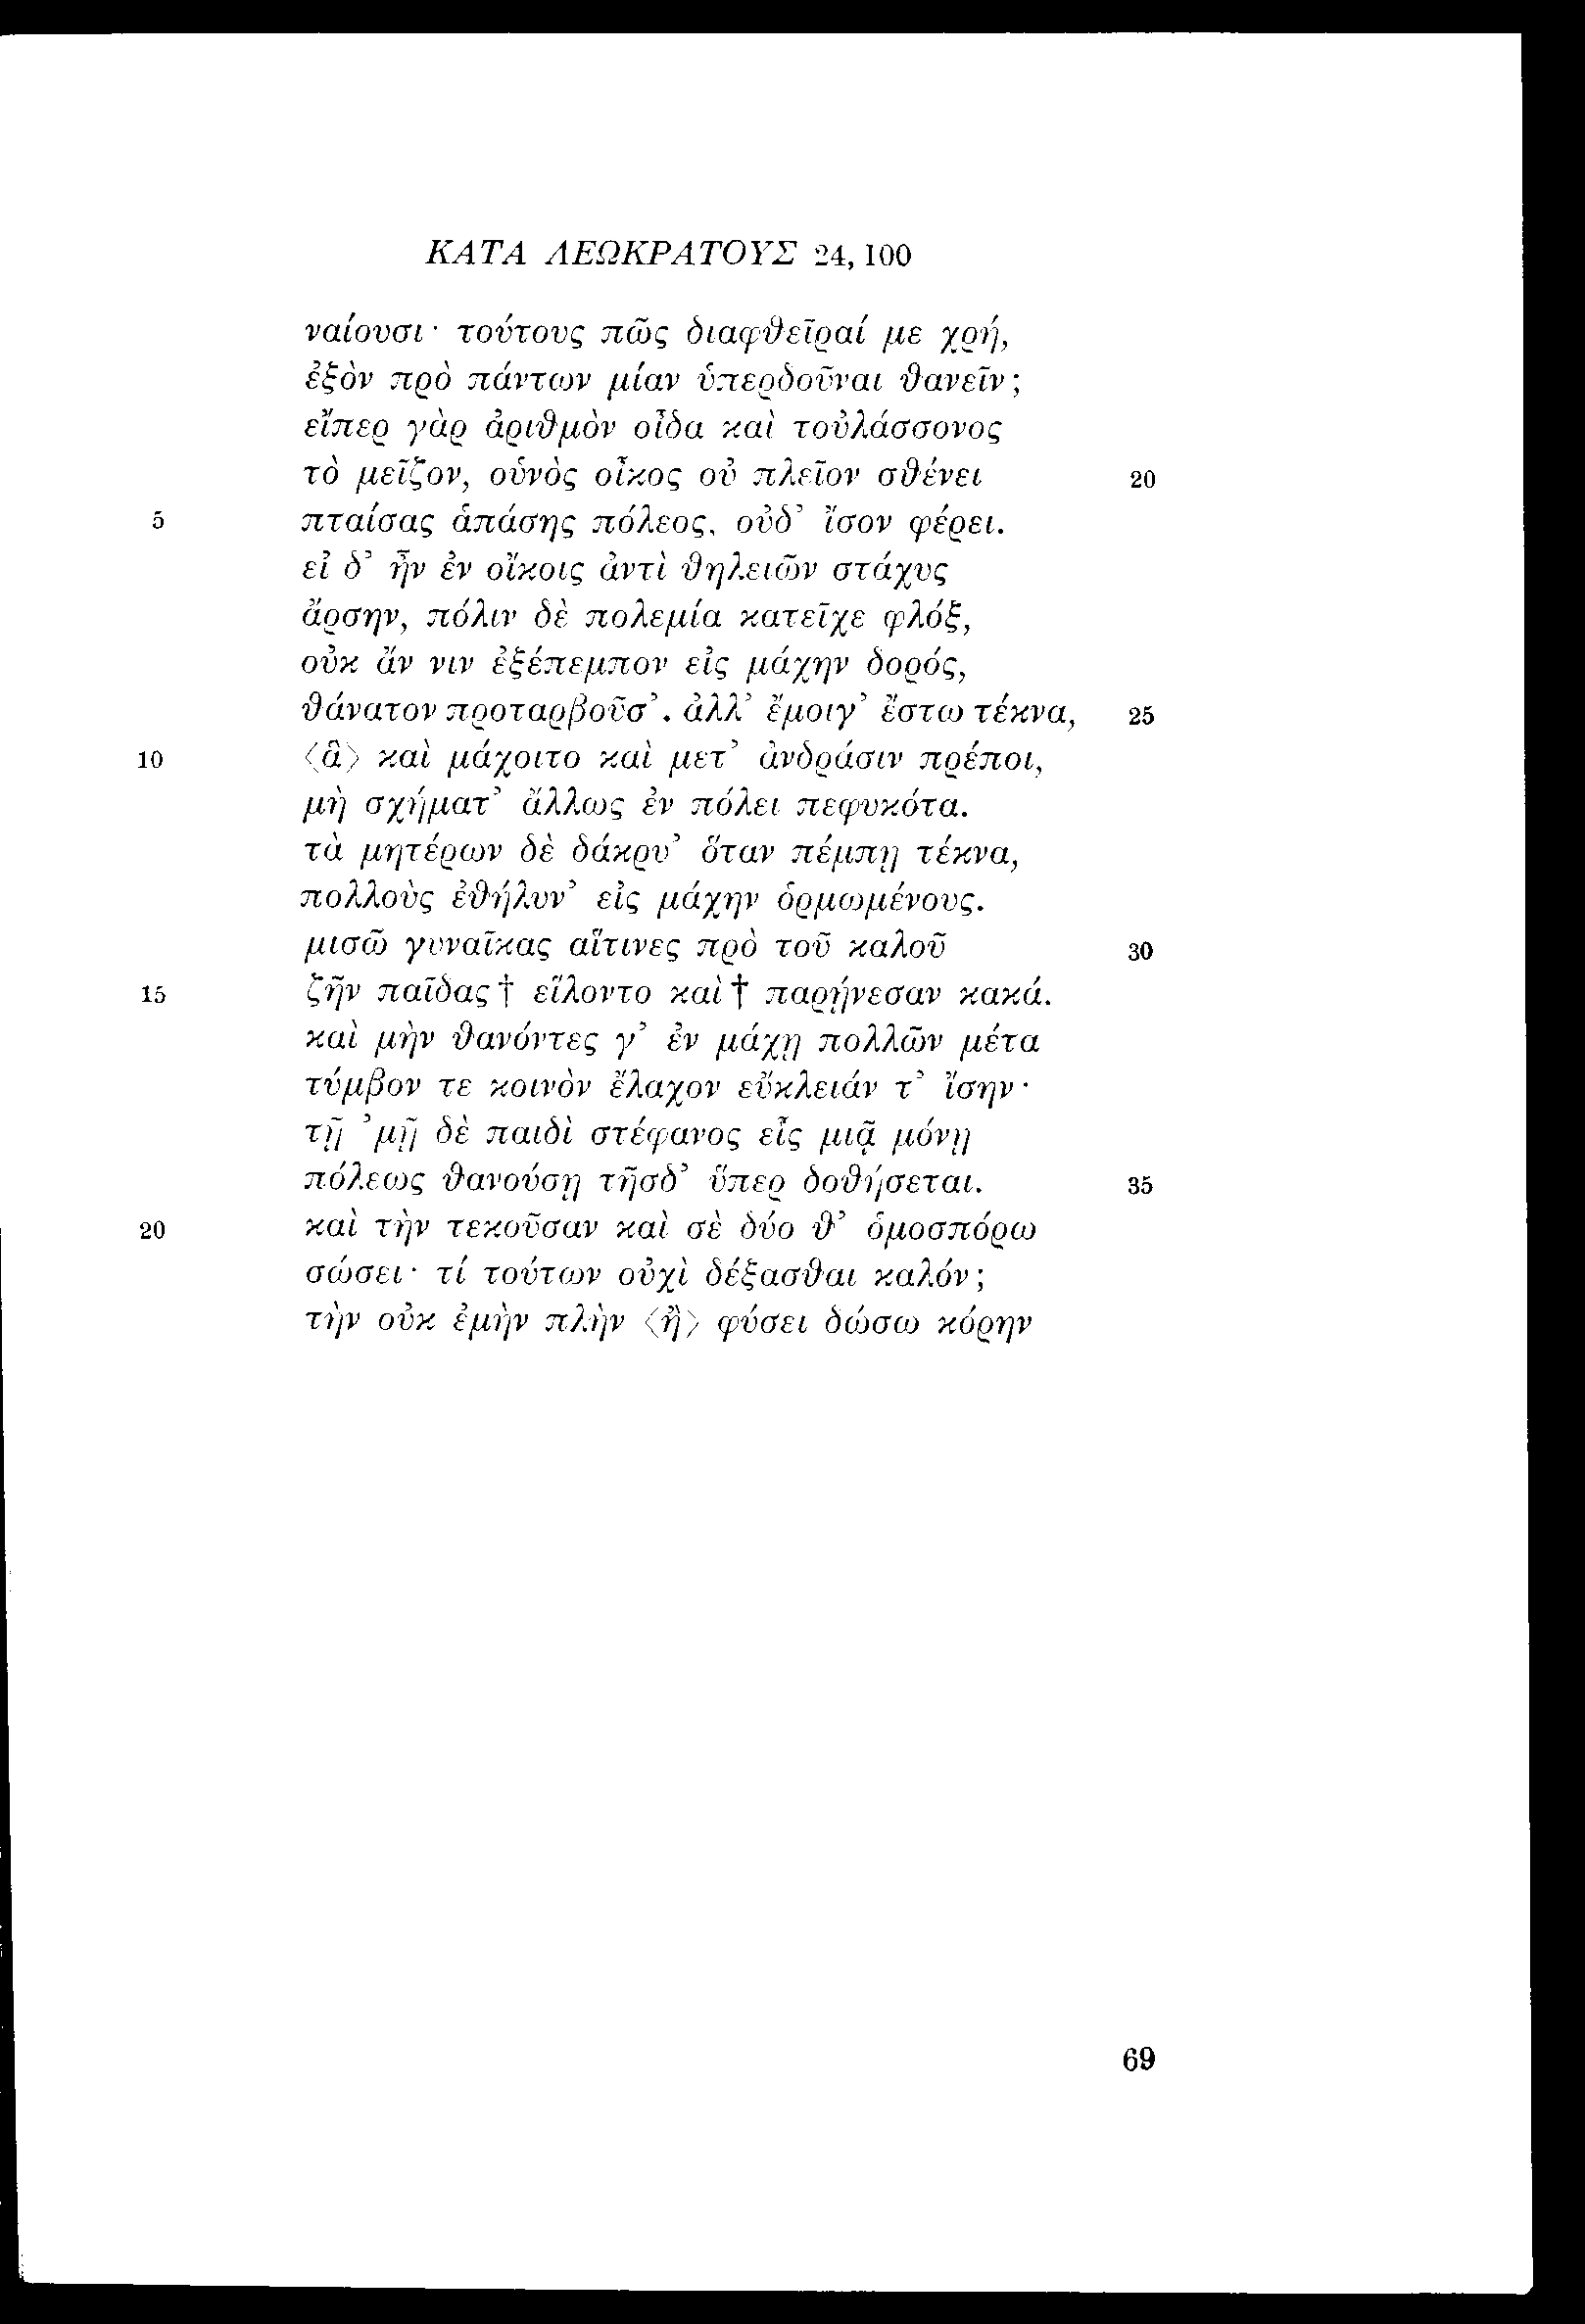 ΚΑΤΑ ΛΕΩΚΡΑΤΟΥΣ 24, 100
ναίουσι· τούτους πῶς διαφθεῖραί με χρή,
ἐξὸν πρὸ πάντων μίαν ὑπερδοῦναι θανεῖν;
εἴπερ γὰρ ἀριθμὸν οἶδα καὶ τοὐλάσσονος
τὸ μεῖζον, οὑνὸς οἶκος οὐ πλεῖον σθένει 20
5 πταίσας ἁπάσης πόλεος, οὐδ’ ἴσον φέρει.
εἰ δ’ ἦν ἐν οἴκοις ἀντὶ θηλειῶν στάχυς
ἄρσην, πόλιν δὲ πολεμία κατεῖχε φλόξ,
οὐκ ἄν νιν ἐξέπεμπον εἰς μάχην δορός,
θάνατον προταρβοῦσ’. ἀλλ’ ἔμοιγ’ ἔστω τέκνα, 25
10 〈ἃ〉 καὶ μάχοιτο καὶ μετ’ ἀνδράσιν πρέποι,
μὴ σχήματ’ ἄλλως ἐν πόλει πεφυκότα.
τὰ μητέρων δὲ δάκρυ’ ὅταν πέμπῃ τέκνα,
πολλοὺς ἐθήλυν’ εἰς μάχην ὁρμωμένους.
μισῶ γυναῖκας αἵτινες πρὸ τοῦ καλοῦ 30
15 ζῆν παῖδας † εἵλοντο καὶ † παρῄνεσαν κακά.
καὶ μὴν θανόντες γ’ ἐν μάχῃ πολλῶν μέτα
τύμβον τε κοινὸν ἔλαχον εὔκλειάν τ’ ἴσην·
τῇ ’μῇ δὲ παιδὶ στέφανος εἷς μιᾷ μόνῃ
πόλεως θανούσῃ τῆσδ’ ὕπερ δοθήσεται. 35
20 καὶ τὴν τεκοῦσαν καὶ σὲ δύο θ’ ὁμοσπόρω
σώσει· τί τούτων οὐχὶ δέξασθαι καλόν;
τὴν οὐκ ἐμὴν πλὴν 〈ἢ〉 φύσει δώσω κόρην
69